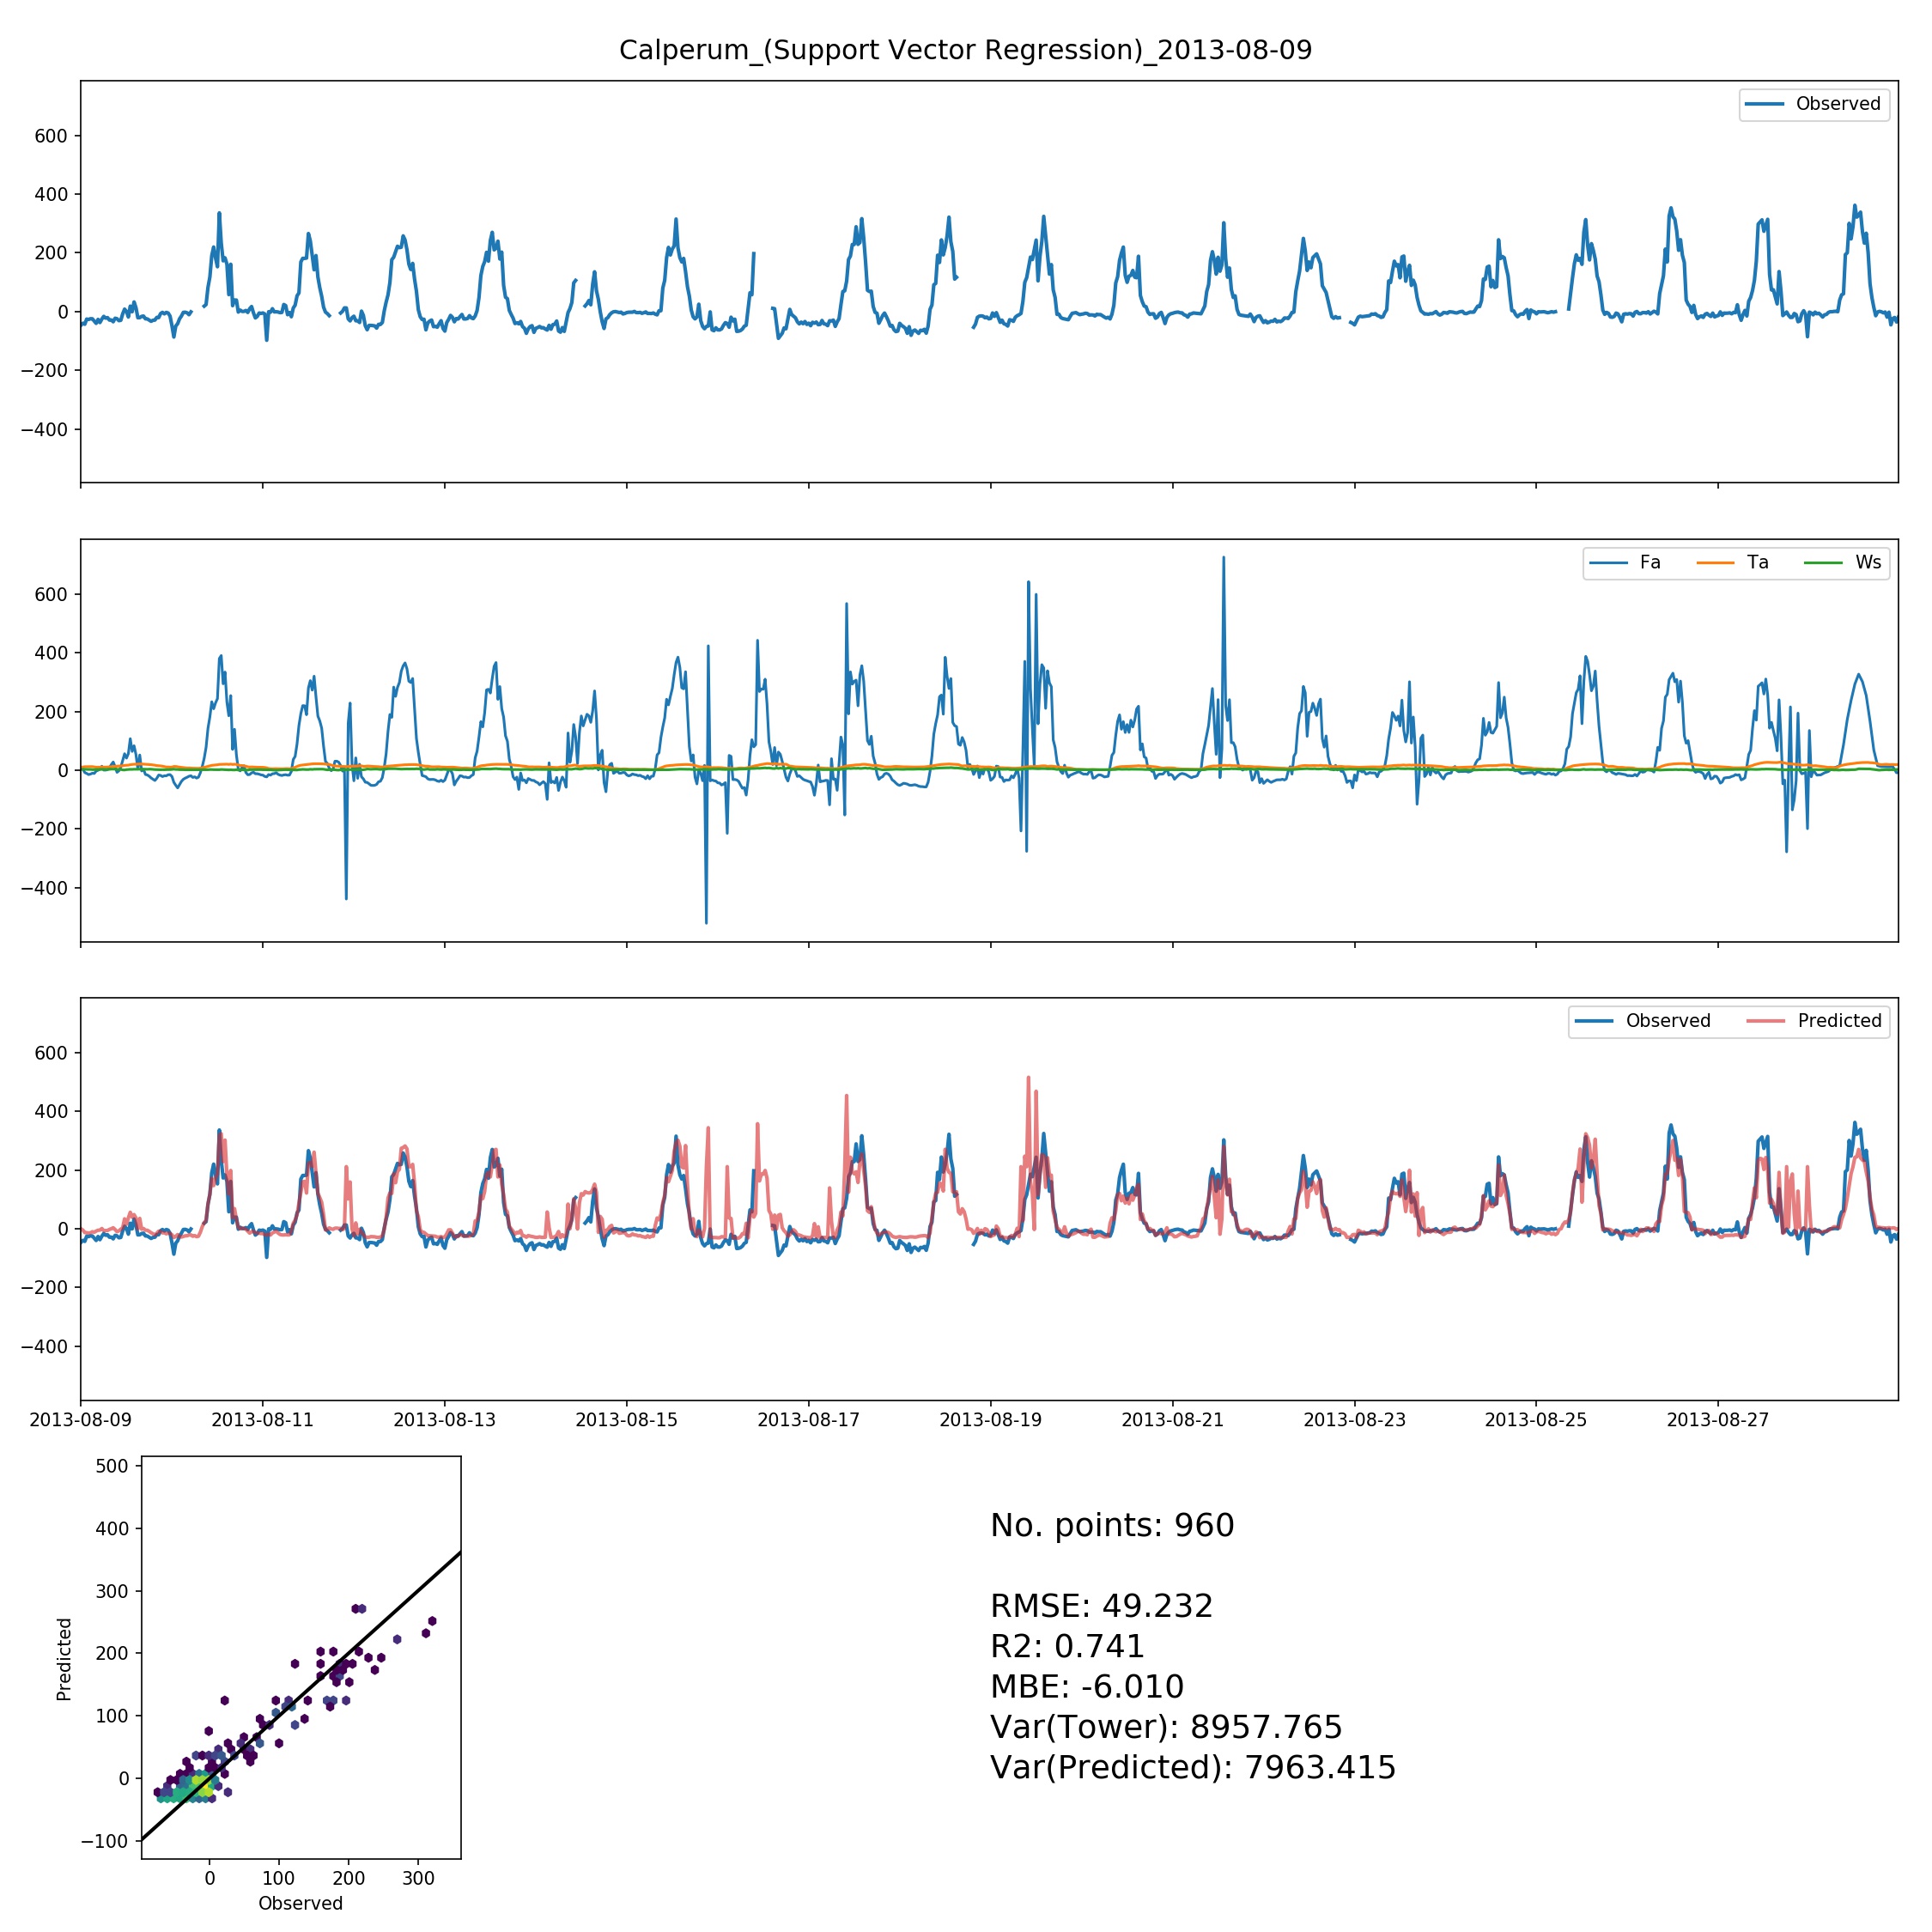 Calperum_(Support Vector Regression)_2013-08-09
Observed
600
400
200
0
−200
−400
Fa Ta Ws
600
400
200
0
−200
−400
Observed Predicted
600
400
200
0
−200
−400
2013-08-09 2013-08-11 2013-08-13 2013-08-15 2013-08-17 2013-08-19 2013-08-21 2013-08-23 2013-08-25 2013-08-27
500
400
300
200
100
0
−100
Predicted
0 100 200 300
Observed
No. points: 960
RMSE: 49.232
R2: 0.741
MBE: -6.010
Var(Tower): 8957.765
Var(Predicted): 7963.415